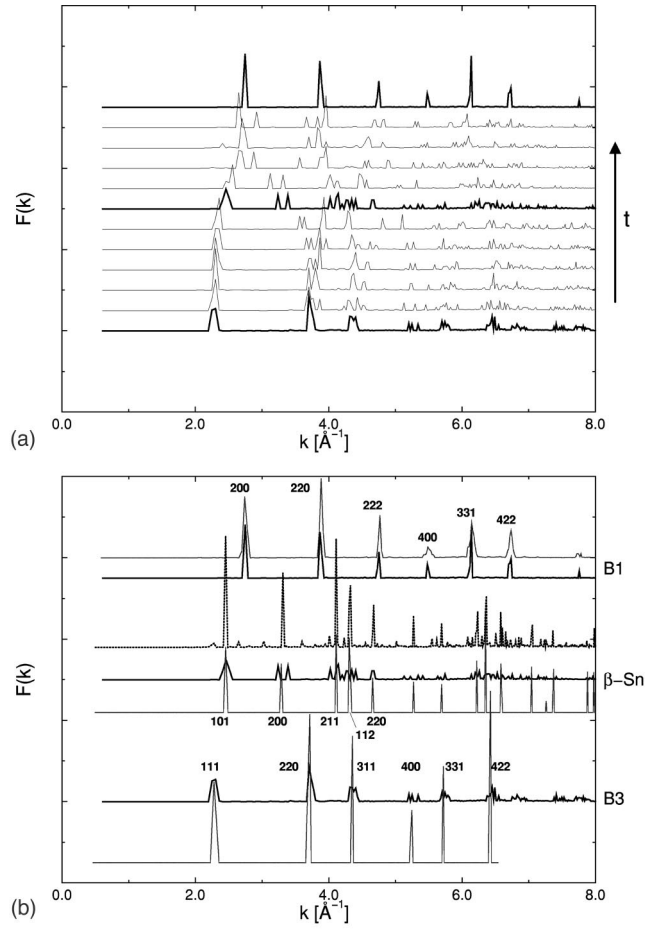 F(k)
t
0.0 2.0 4.0 6.0 8.0
k [Å⁻¹]
(a)
200 220 222 400 331 422
B1
F(k)
β-Sn
101 200 211 220
112
111 220 311 400 331 422
B3
0.0 2.0 4.0 6.0 8.0
k [Å⁻¹]
(b)